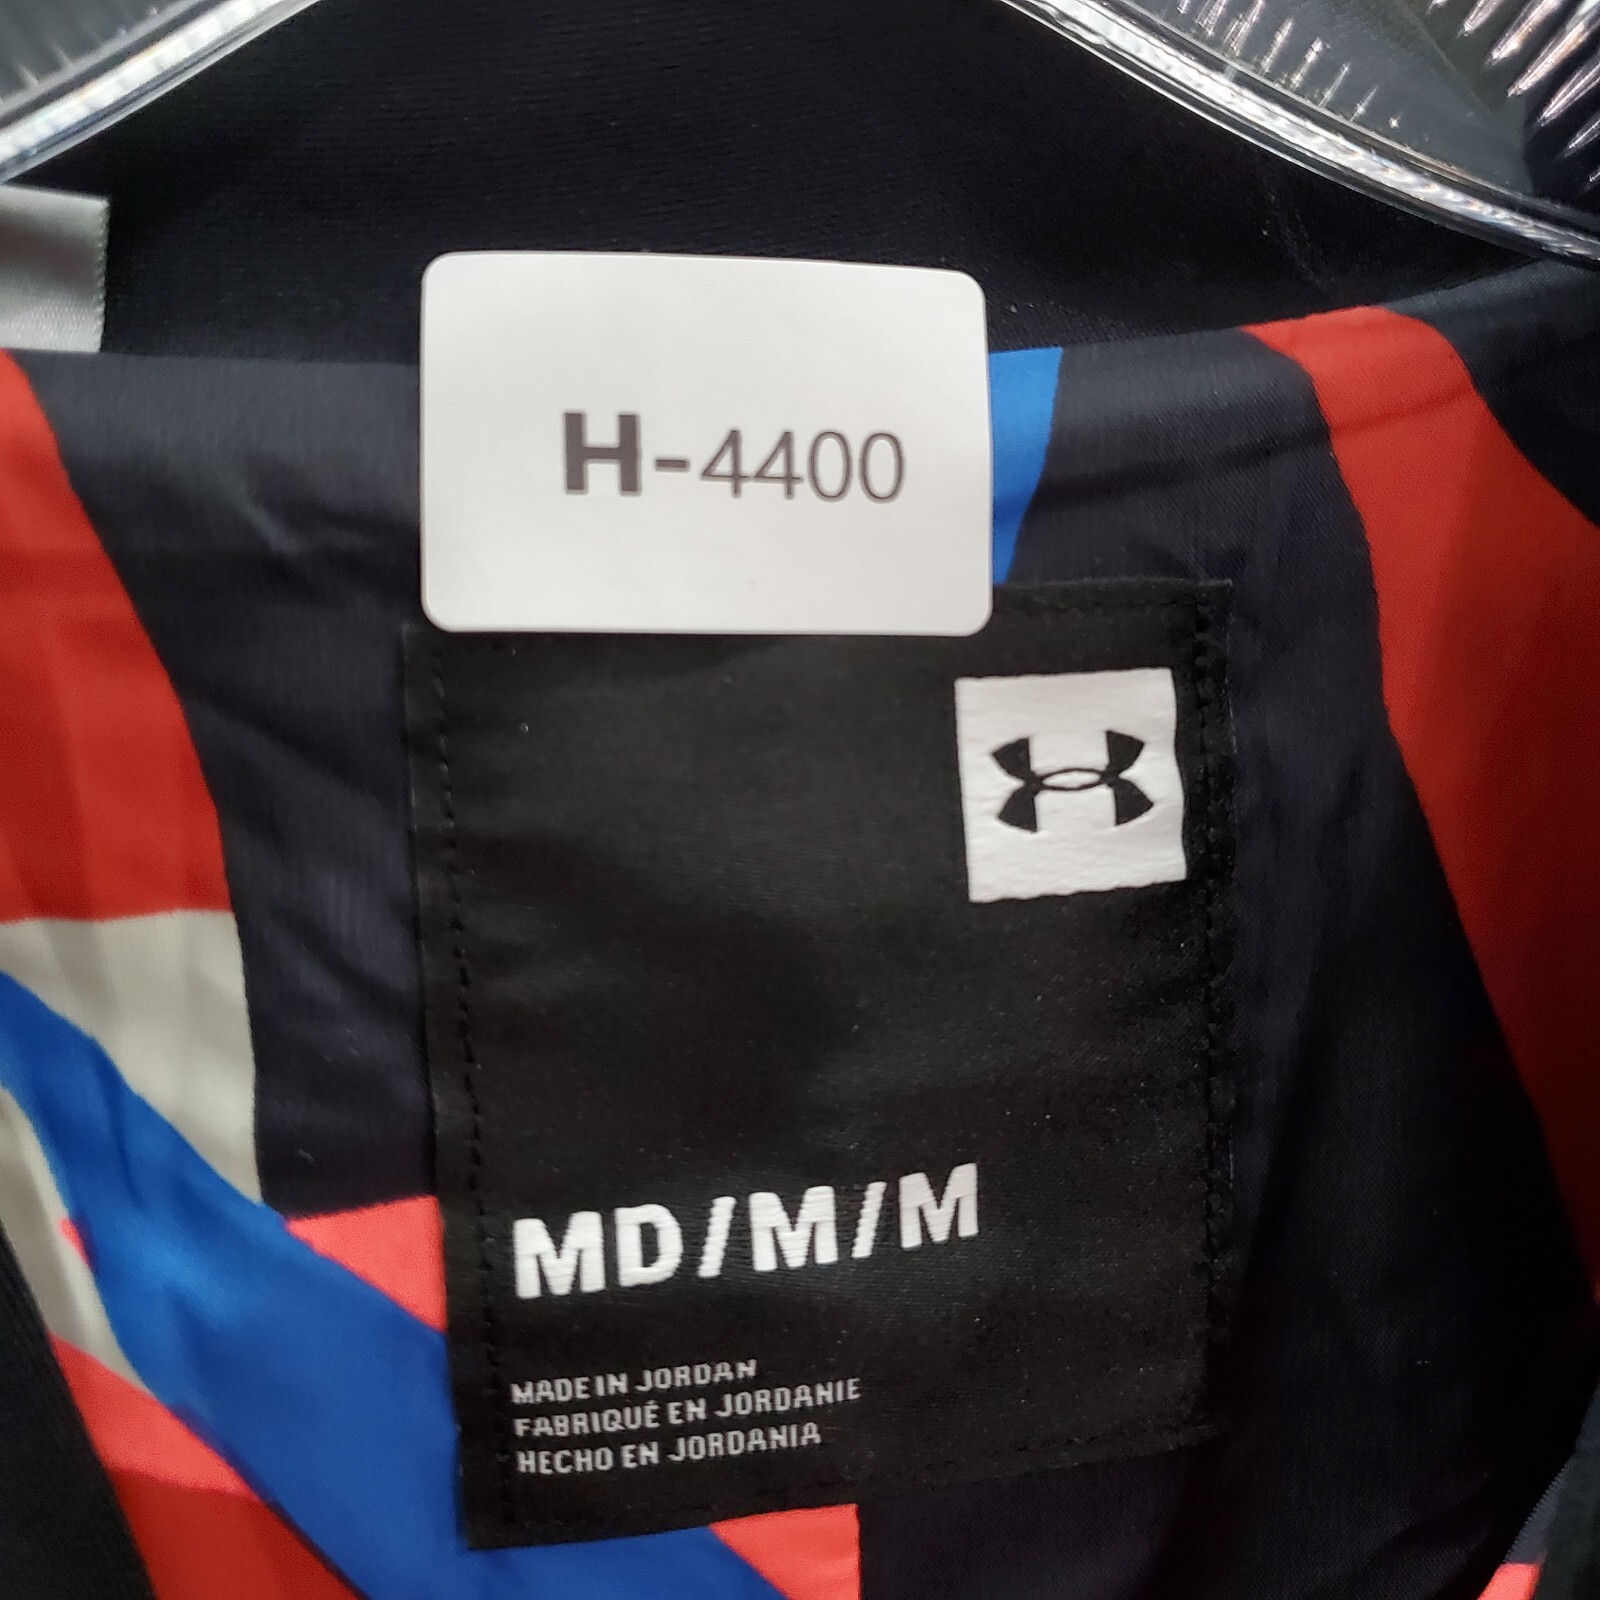 H-4400
MD/M/M
MADE IN JORDAN
FABRIQUÉ EN JORDANIE
HECHO EN JORDANIA